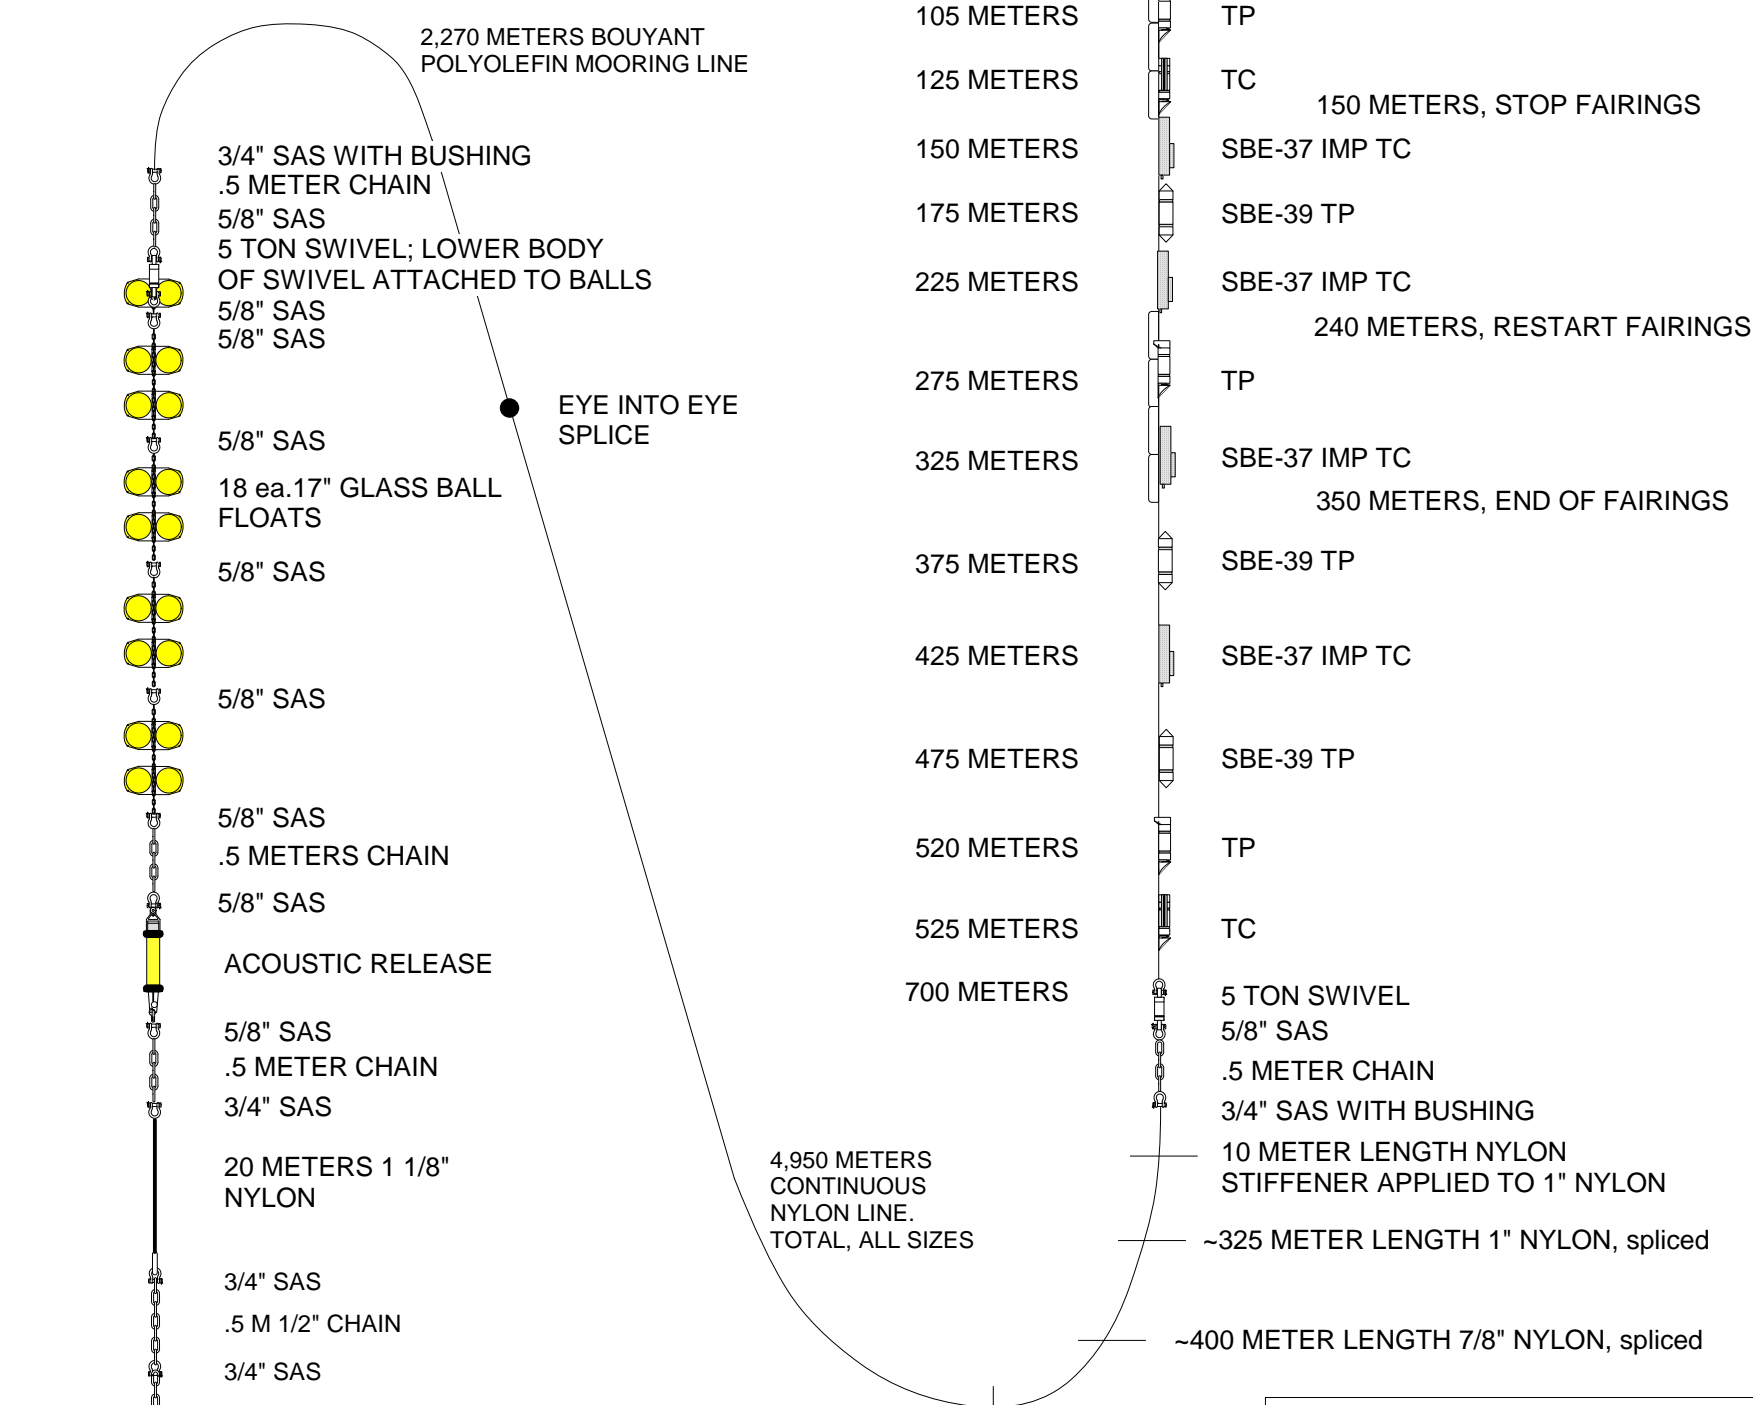 2,270 METERS BOUYANT
POLYOLEFIN MOORING LINE
3/4" SAS WITH BUSHING
.5 METER CHAIN
5/8" SAS
5 TON SWIVEL; LOWER BODY
OF SWIVEL ATTACHED TO BALLS
5/8" SAS
5/8" SAS
EYE INTO EYE
SPLICE
5/8" SAS
18 ea.17" GLASS BALL
FLOATS
5/8" SAS
5/8" SAS
5/8" SAS
.5 METERS CHAIN
5/8" SAS
ACOUSTIC RELEASE
5/8" SAS
.5 METER CHAIN
3/4" SAS
20 METERS 1 1/8"
NYLON
3/4" SAS
.5 M 1/2" CHAIN
3/4" SAS
4,950 METERS
CONTINUOUS
NYLON LINE.
TOTAL, ALL SIZES
105 METERS TP
125 METERS TC
150 METERS, STOP FAIRINGS
150 METERS SBE-37 IMP TC
175 METERS SBE-39 TP
225 METERS SBE-37 IMP TC
240 METERS, RESTART FAIRINGS
275 METERS TP
325 METERS SBE-37 IMP TC
350 METERS, END OF FAIRINGS
375 METERS SBE-39 TP
425 METERS SBE-37 IMP TC
475 METERS SBE-39 TP
520 METERS TP
525 METERS TC
700 METERS 5 TON SWIVEL
5/8" SAS
.5 METER CHAIN
3/4" SAS WITH BUSHING
10 METER LENGTH NYLON
STIFFENER APPLIED TO 1" NYLON
~325 METER LENGTH 1" NYLON, spliced
~400 METER LENGTH 7/8" NYLON, spliced